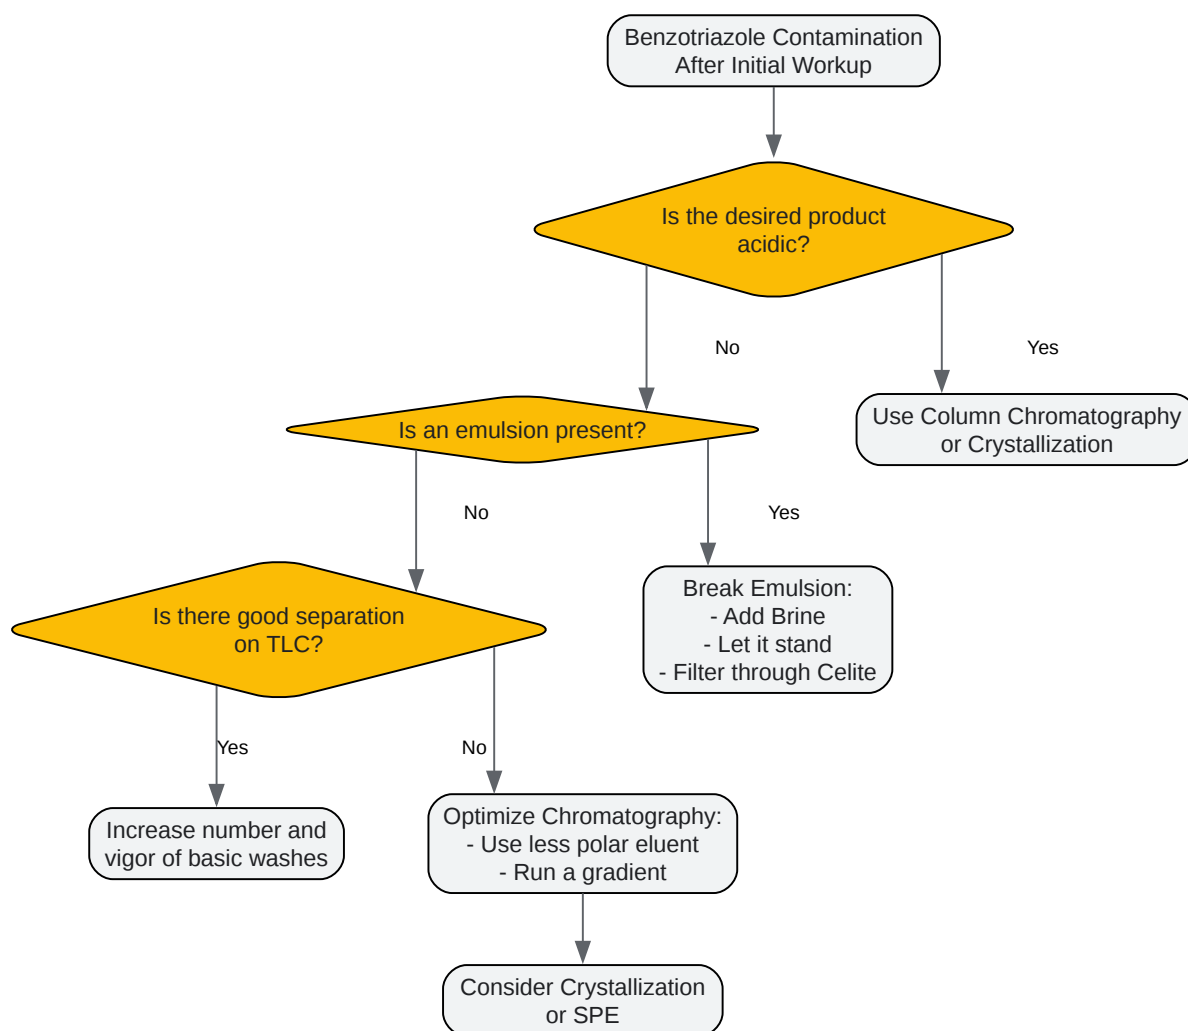 Benzotriazole Contamination
After Initial Workup
Is the desired product
acidic?
No
Yes
Use Column Chromatography
or Crystallization
Is an emulsion present?
No
Yes
Break Emulsion:
- Add Brine
- Let it stand
- Filter through Celite
Is there good separation
on TLC?
Yes
No
Increase number and
vigor of basic washes
Optimize Chromatography:
- Use less polar eluent
- Run a gradient
Consider Crystallization
or SPE